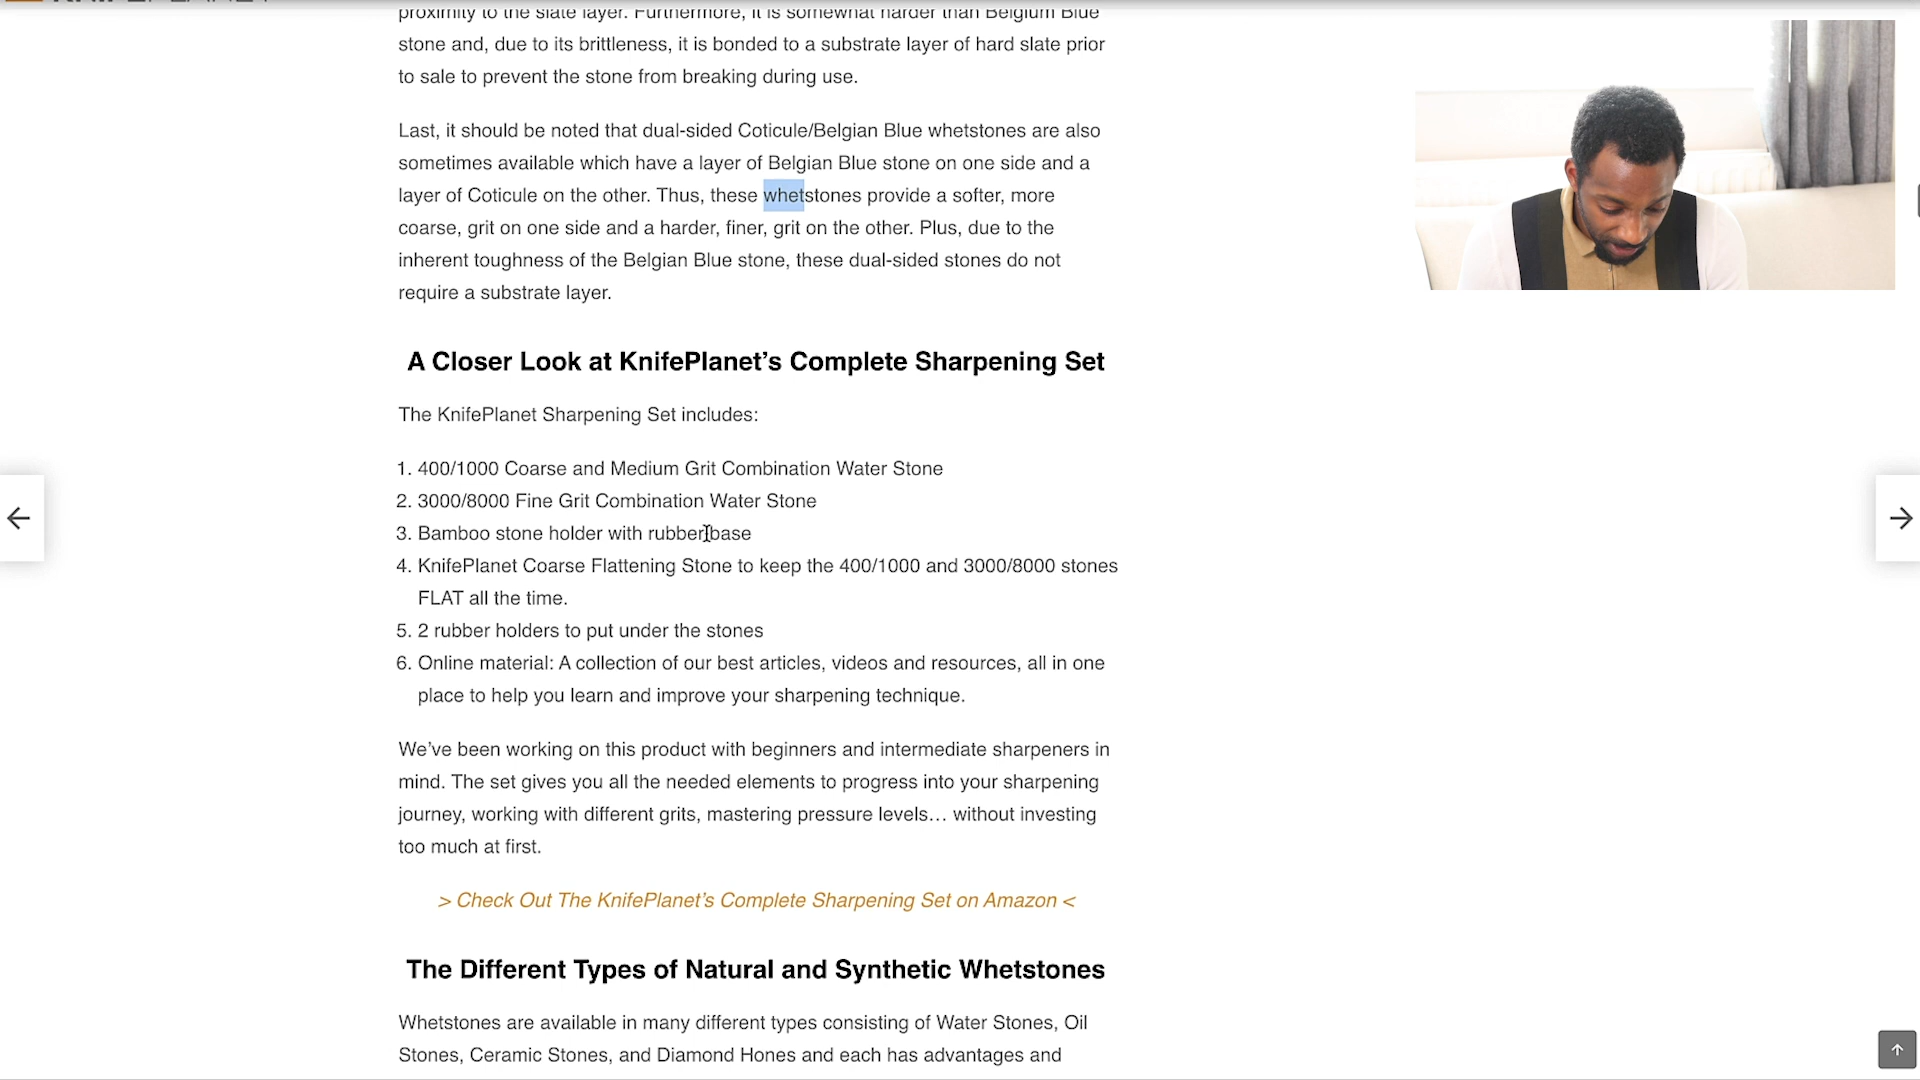 proximity to the slate layer. Furthermore, it is somewhat harder than Belgium Blue
stone and, due to its brittleness, it is bonded to a substrate layer of hard slate prior
to sale to prevent the stone from breaking during use.
Last, it should be noted that dual-sided Coticule/Belgian Blue whetstones are also
sometimes available which have a layer of Belgian Blue stone on one side and a
layer of Coticule on the other. Thus, these whetstones provide a softer, more
coarse, grit on one side and a harder, finer, grit on the other. Plus, due to the
inherent toughness of the Belgian Blue stone, these dual-sided stones do not
require a substrate layer.
A Closer Look at KnifePlanet’s Complete Sharpening Set
The KnifePlanet Sharpening Set includes:
1. 400/1000 Coarse and Medium Grit Combination Water Stone
2. 3000/8000 Fine Grit Combination Water Stone
3. Bamboo stone holder with rubber base
4. KnifePlanet Coarse Flattening Stone to keep the 400/1000 and 3000/8000 stones
FLAT all the time.
5. 2 rubber holders to put under the stones
6. Online material: A collection of our best articles, videos and resources, all in one
place to help you learn and improve your sharpening technique.
We’ve been working on this product with beginners and intermediate sharpeners in
mind. The set gives you all the needed elements to progress into your sharpening
journey, working with different grits, mastering pressure levels… without investing
too much at first.
> Check Out The KnifePlanet’s Complete Sharpening Set on Amazon <
The Different Types of Natural and Synthetic Whetstones
Whetstones are available in many different types consisting of Water Stones, Oil
Stones, Ceramic Stones, and Diamond Hones and each has advantages and